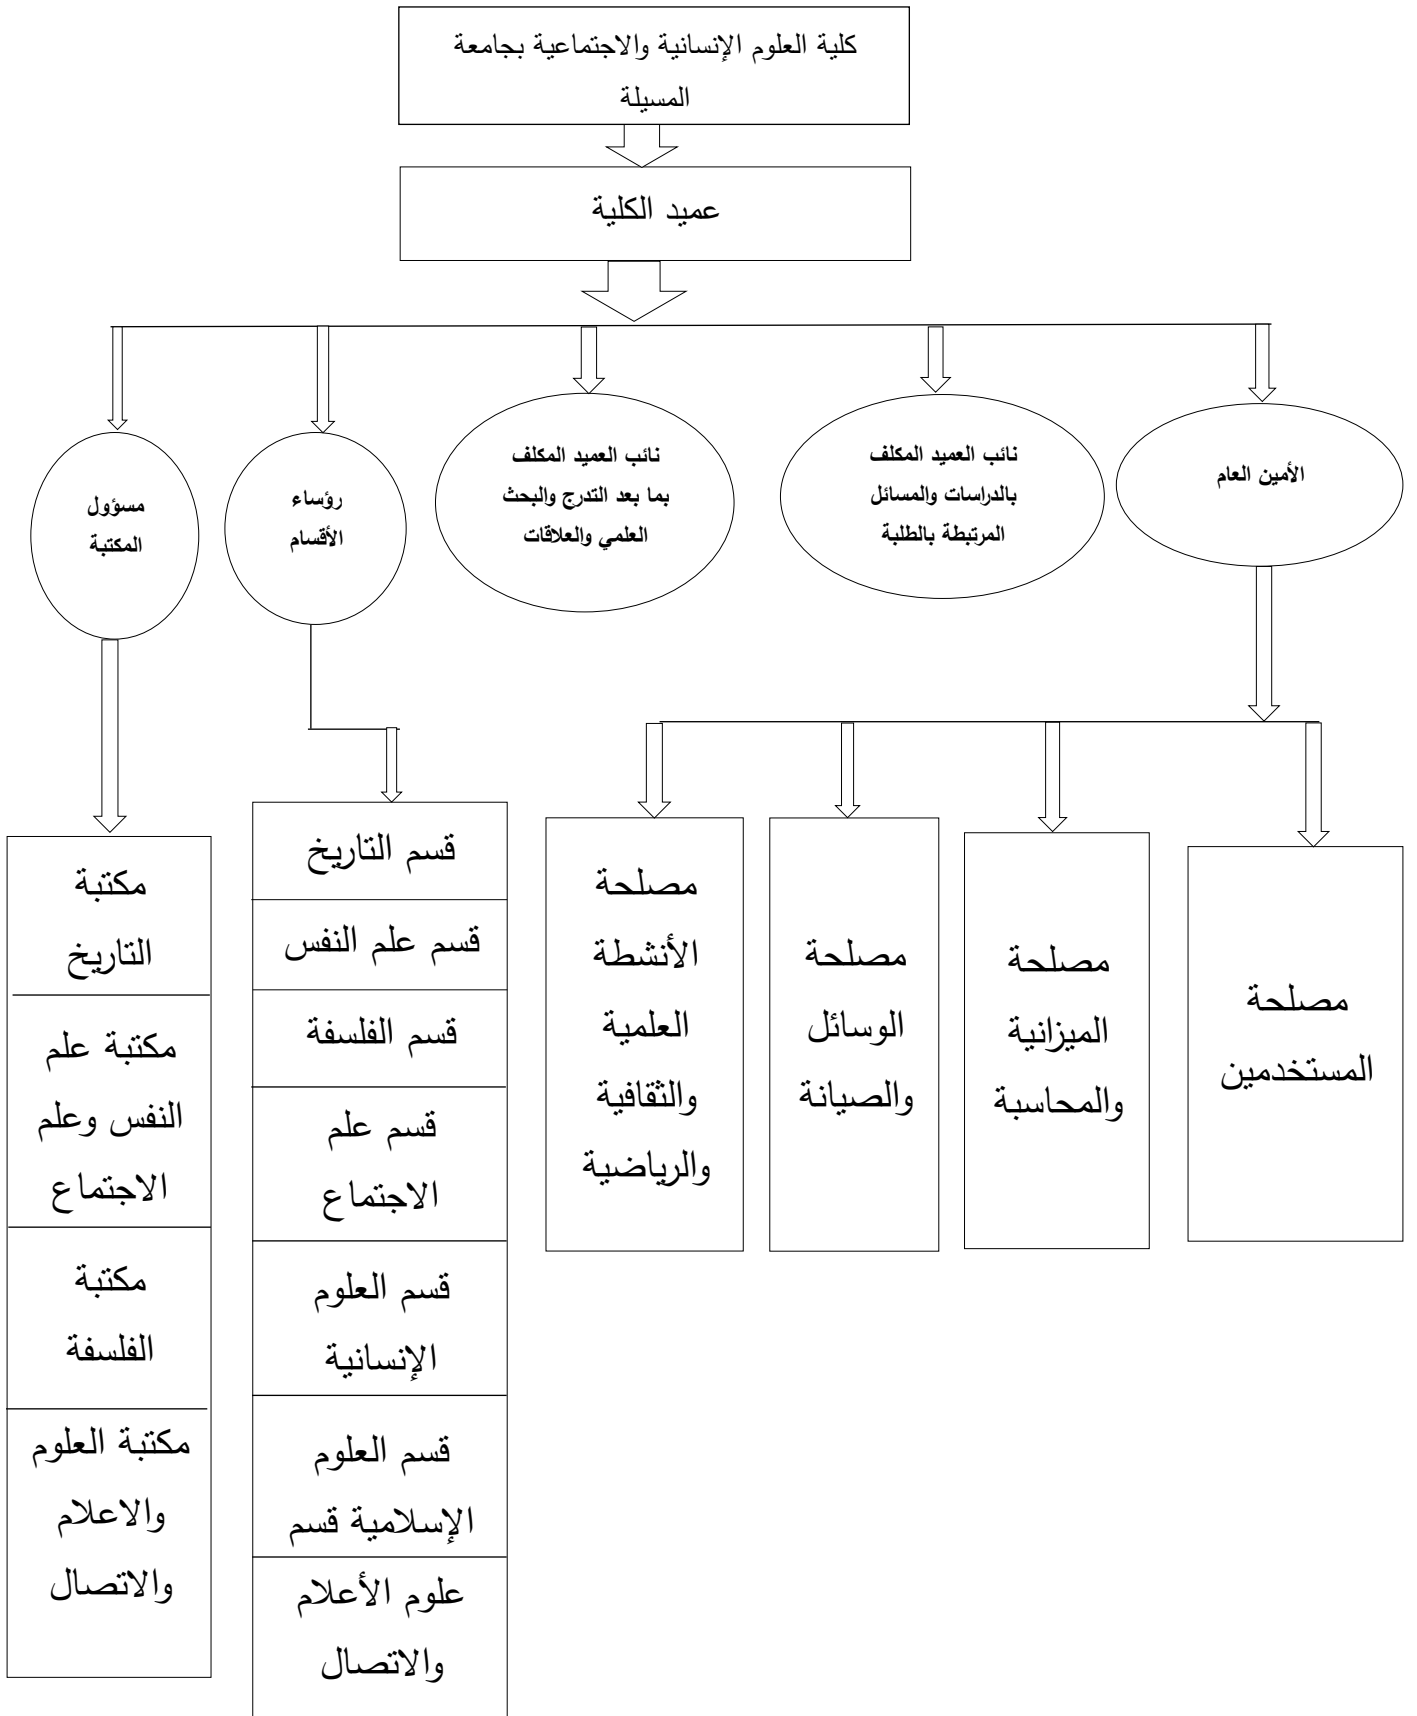 كلية العلوم الإنسانية والاجتماعية بجامعة
المسيلة
عميد الكلية
الأمين العام
نائب العميد المكلف
بالدراسات والمسائل
المرتبطة بالطلبة
نائب العميد المكلف
بما بعد التدرج والبحث
العلمي والعلاقات
رؤساء
الأقسام
مسؤول
المكتبة
مصلحة
المستخدمين
مصلحة
الميزانية
والمحاسبة
مصلحة
الوسائل
والصيانة
مصلحة
الأنشطة
العلمية
والثقافية
والرياضية
قسم التاريخ
قسم علم النفس
قسم الفلسفة
قسم علم
الاجتماع
قسم العلوم
الإنسانية
قسم العلوم
الإسلامية قسم
علوم الأعلام
والاتصال
مكتبة
التاريخ
مكتبة علم
النفس وعلم
الاجتماع
مكتبة
الفلسفة
مكتبة العلوم
والاعلام
والاتصال